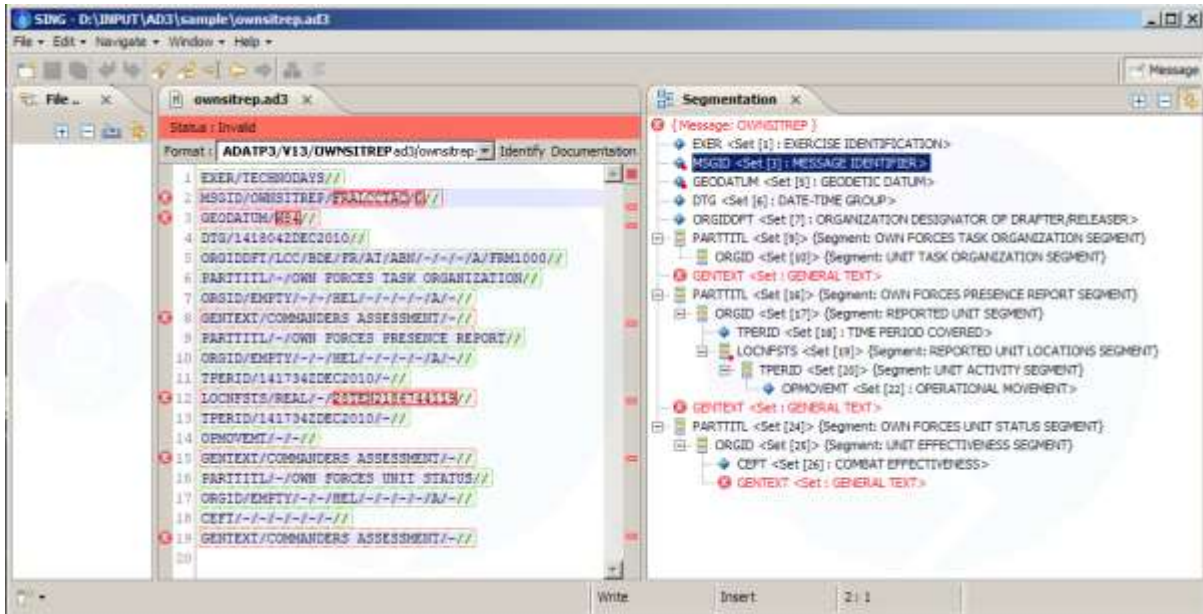 SING - D:\INPUT\AD3\sample\ownsitrep.ad3
File Edit Navigate Window Help
Message
File ..
ownsitrep.ad3
Status : Invalid
Format : ADATP3/V13/OWNSITREP ad3/ownsitrep- Identify Documentation
1 EXER/TECHNODAYS//
2 MSGID/OWNSITREP/FRALCCTAC/C//
3 GEODATUM/WS4//
4 DTG/141804ZDEC2010//
5 ORGIDDFT/LCC/BDE/FR/AT/ABN/-/-/-/A/FRM1000//
6 PARTTITL/-/OWN FORCES TASK ORGANIZATION//
7 ORGID/EMPTY/-/-/HEL/-/-/-/-/A/-//
8 GENTEXT/COMMANDERS ASSESSMENT/-//
9 PARTTITL/-/OWN FORCES PRESENCE REPORT//
10 ORGID/EMPTY/-/-/HEL/-/-/-/-/A/-//
11 TPERID/141734ZDEC2010/-//
12 LOCNFSTS/REAL/-/
13 TPERID/141734ZDEC2010/-//
14 OPMOVEMT/-/-//
15 GENTEXT/COMMANDERS ASSESSMENT/-//
16 PARTTITL/-/OWN FORCES UNIT STATUS//
17 ORGID/EMPTY/-/-/HEL/-/-/-/-/A/-//
18 CEFT/-/-/-/-/-/-//
19 GENTEXT/COMMANDERS ASSESSMENT/-//
20
Segmentation
{Message: OWNSITREP }
EXER <Set [1] : EXERCISE IDENTIFICATION>
MSGID <Set [3] : MESSAGE IDENTIFIER>
GEODATUM <Set [5] : GEODETIC DATUM>
DTG <Set [6] : DATE-TIME GROUP>
ORGIDDFT <Set [7] : ORGANIZATION DESIGNATOR OF DRAFTER/RELEASER>
PARTTITL <Set [9]> {Segment: OWN FORCES TASK ORGANIZATION SEGMENT}
ORGID <Set [10]> {Segment: UNIT TASK ORGANIZATION SEGMENT}
GENTEXT <Set : GENERAL TEXT>
PARTTITL <Set [16]> {Segment: OWN FORCES PRESENCE REPORT SEGMENT}
ORGID <Set [17]> {Segment: REPORTED UNIT SEGMENT}
TPERID <Set [18] : TIME PERIOD COVERED>
LOCNFSTS <Set [19]> {Segment: REPORTED UNIT LOCATIONS SEGMENT}
TPERID <Set [20]> {Segment: UNIT ACTIVITY SEGMENT}
OPMOVEMT <Set [22] : OPERATIONAL MOVEMENT>
GENTEXT <Set : GENERAL TEXT>
PARTTITL <Set [24]> {Segment: OWN FORCES UNIT STATUS SEGMENT}
ORGID <Set [25]> {Segment: UNIT EFFECTIVENESS SEGMENT}
CEFT <Set [26] : COMBAT EFFECTIVENESS>
GENTEXT <Set : GENERAL TEXT>
Write Insert 2 : 1